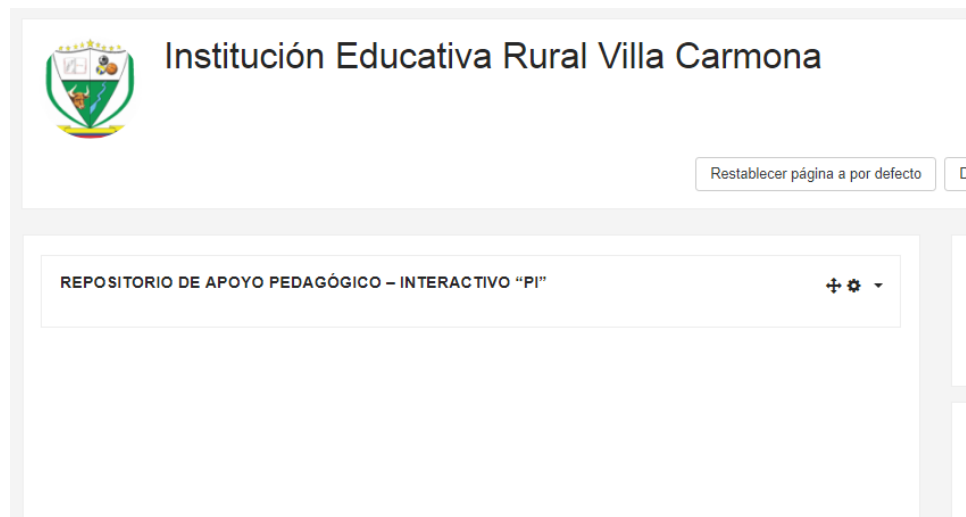 Institución Educativa Rural Villa Carmona
Restablecer página a por defecto
REPOSITORIO DE APOYO PEDAGÓGICO – INTERACTIVO “PI”